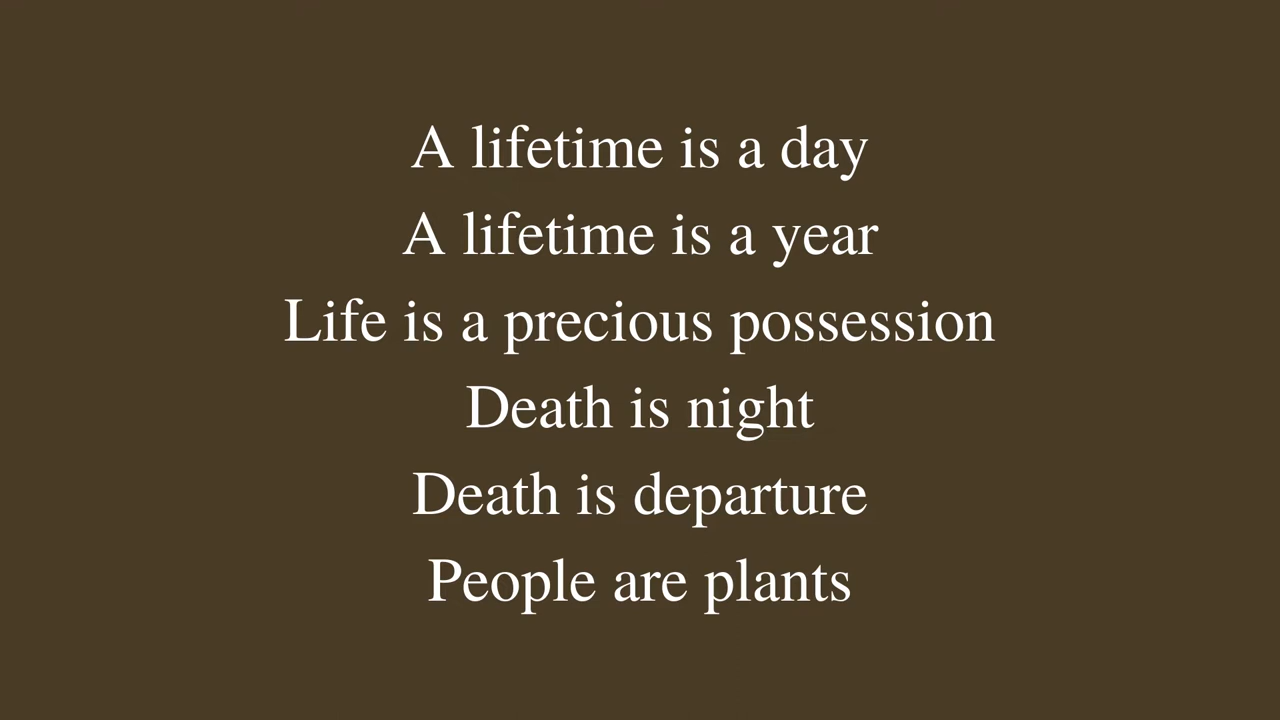 A lifetime is a day
A lifetime is a year
Life is a precious possession
Death is night
Death is departure
People are plants